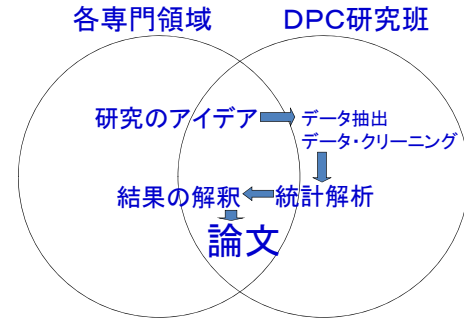 各専門領域
DPC研究班
研究のアイデア
データ抽出
データ・クリーニング
結果の解釈
統計解析
論文